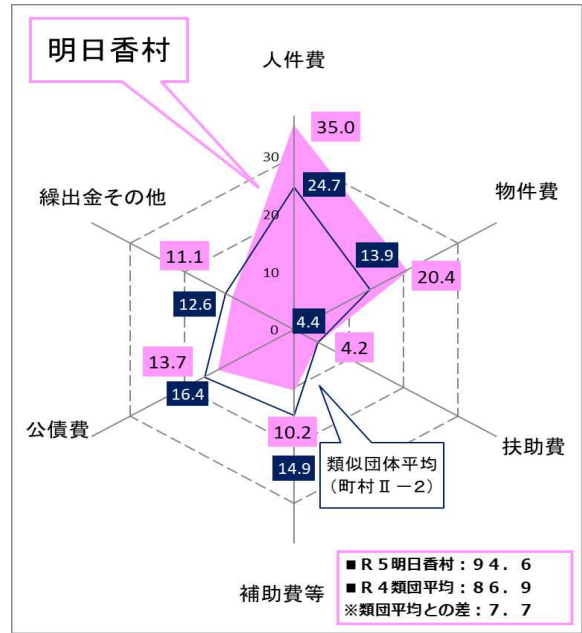 明日香村
人件費
35.0
30
24.7
物件費
繰出金その他
20
11.1
13.9
20.4
10
12.6
4.4
0
4.2
13.7
16.4
公債費
10.2
扶助費
類似団体平均
（町村Ⅱ－2）
14.9
補助費等
■R5明日香村：94．6
■R4類団平均：86．9
※類団平均との差：7．7